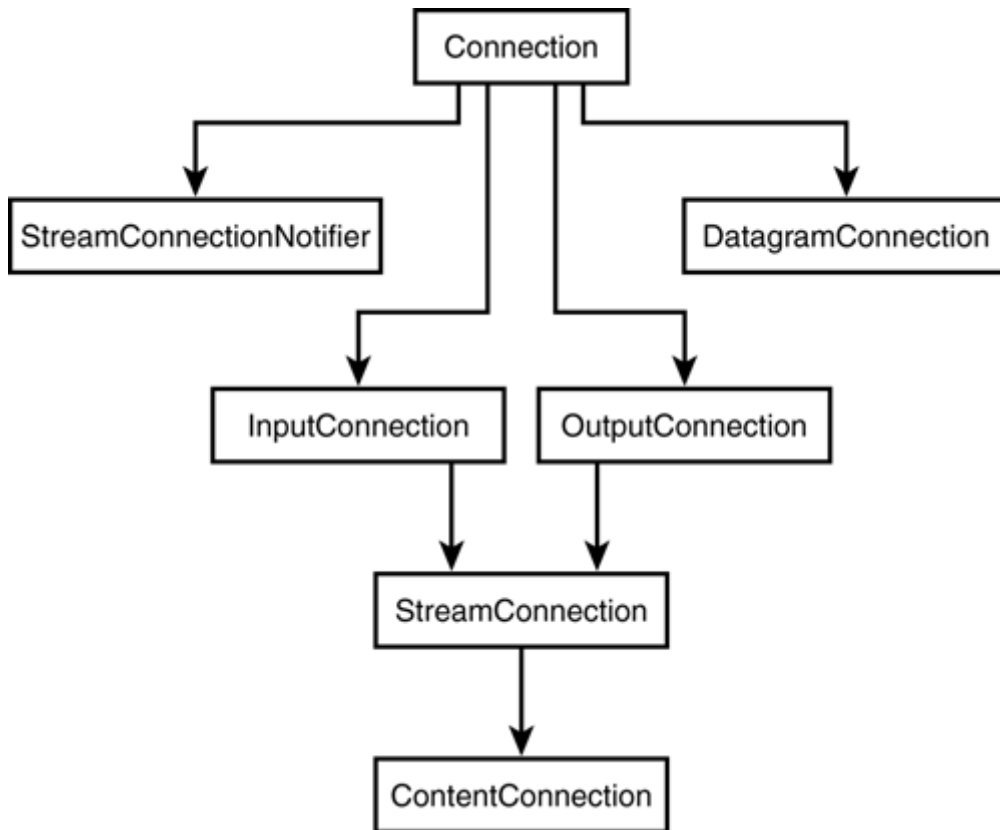 Connection
StreamConnectionNotifier
DatagramConnection
InputConnection
OutputConnection
StreamConnection
ContentConnection